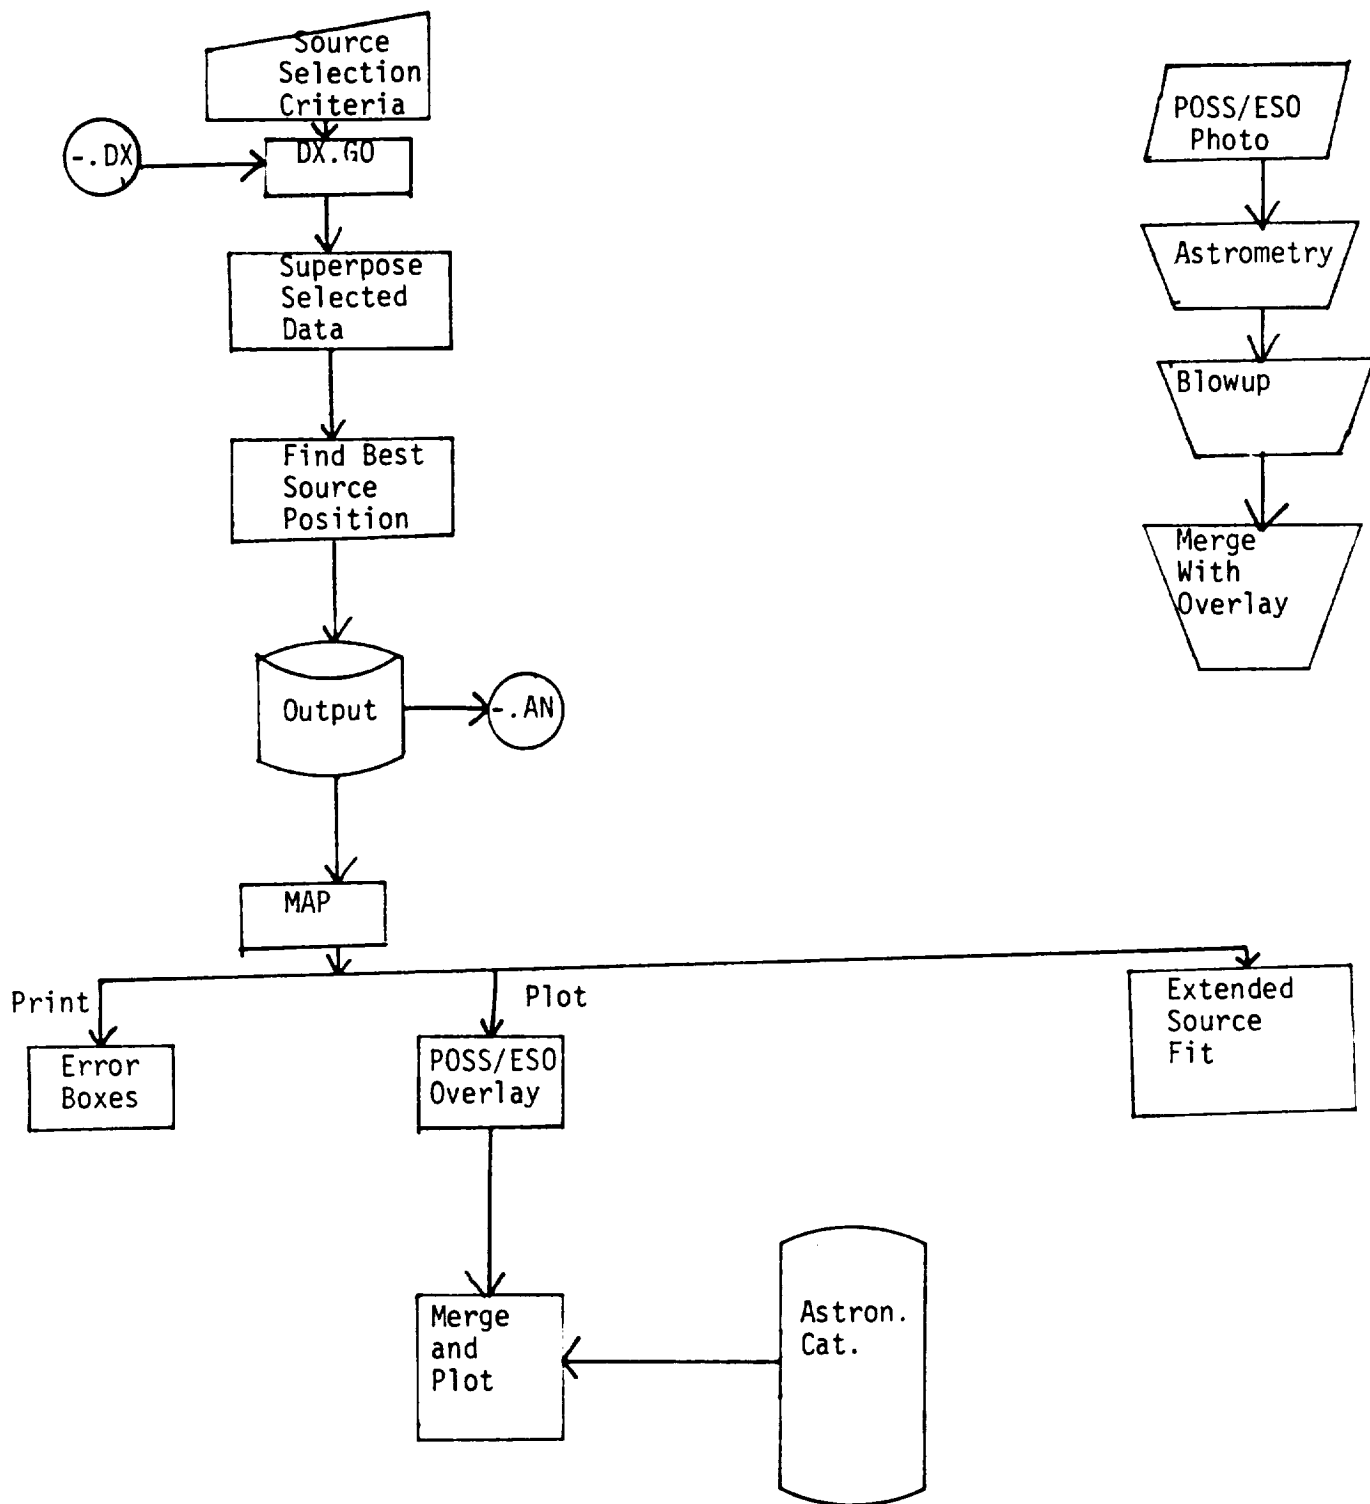 Source
Selection
Criteria
-.DX
DX.GO
Superpose
Selected
Data
Find Best
Source
Position
Output
-.AN
MAP
Print
Plot
Error
Boxes
POSS/ESO
Overlay
Extended
Source
Fit
Merge
and
Plot
Astron.
Cat.
POSS/ESO
Photo
Astrometry
Blowup
Merge
With
Overlay